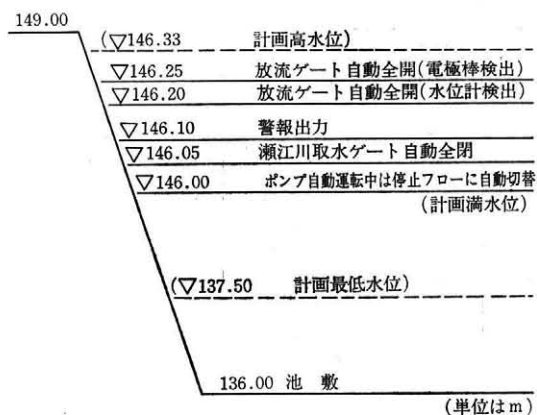 149.00
(▽146.33 計画高水位)
▽146.25 放流ゲート自動全開(電極棒検出)
▽146.20 放流ゲート自動全開(水位計検出)
▽146.10 警報出力
▽146.05 瀬江川取水ゲート自動全閉
▽146.00 ポンプ自動運転中は停止フローに自動切替
(計画満水位)
(▽137.50 計画最低水位)
136.00 池 敷
(単位はm)